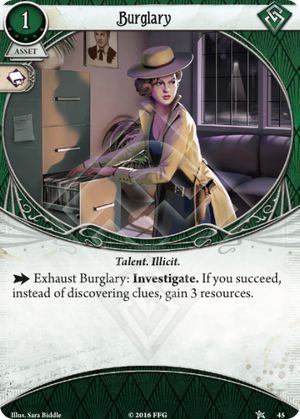 Burglary
1
ASSET
Talent. Illicit.
Exhaust Burglary: Investigate. If you succeed,
instead of discovering clues, gain 3 resources.
Illus. Sara Biddle
© 2016 FFG
45